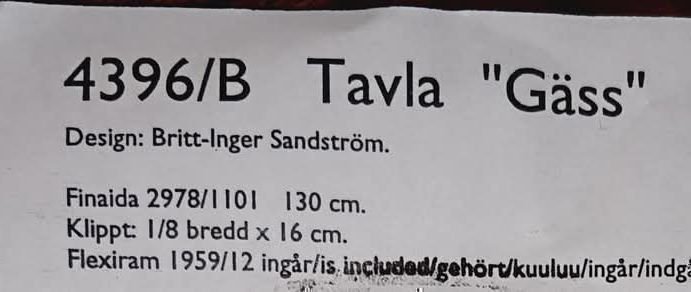 4396/B Tavla "Gäss"
Design: Britt-Inger Sandström.
Finaida 2978/1101 130 cm.
Klippt: 1/8 bredd x 16 cm.
Flexiram 1959/12 ingår/is included/gehört/kuuluu/ingår/indgå